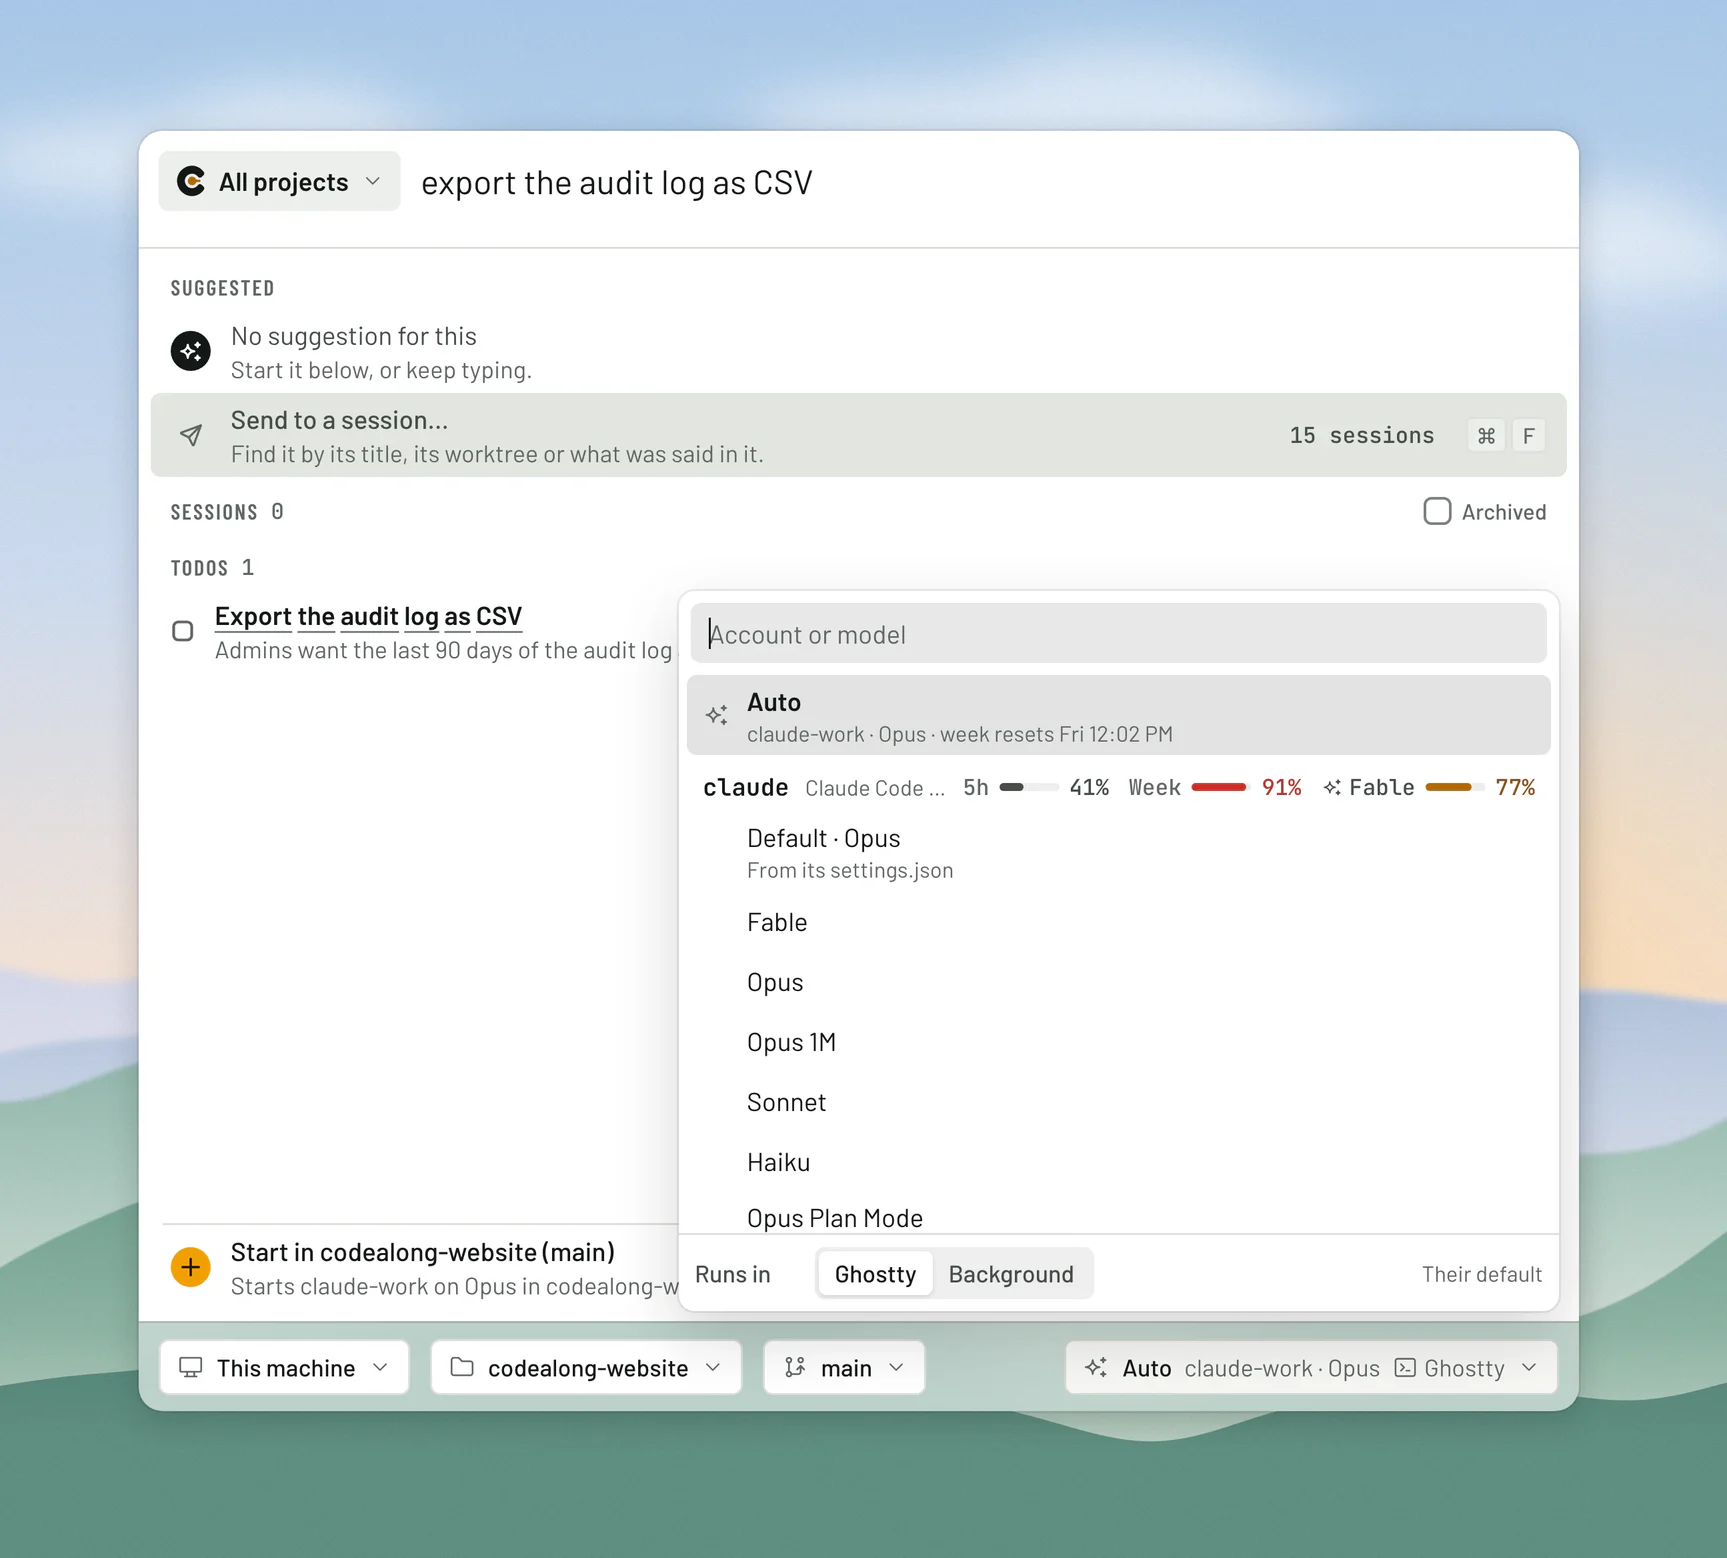 All projects
export the audit log as CSV
SUGGESTED
No suggestion for this
Start it below, or keep typing.
Send to a session...
Find it by its title, its worktree or what was said in it.
15 sessions
⌘ F
SESSIONS 0
Archived
TODOS 1
Export the audit log as CSV
Admins want the last 90 days of the audit log
Account or model
Auto
claude-work · Opus · week resets Fri 12:02 PM
claude Claude Code ... 5h 41% Week 91% Fable 77%
Default · Opus
From its settings.json
Fable
Opus
Opus 1M
Sonnet
Haiku
Opus Plan Mode
Runs in Ghostty Background Their default
Start in codealong-website (main)
Starts claude-work on Opus in codealong-w
This machine codealong-website main Auto claude-work · Opus Ghostty